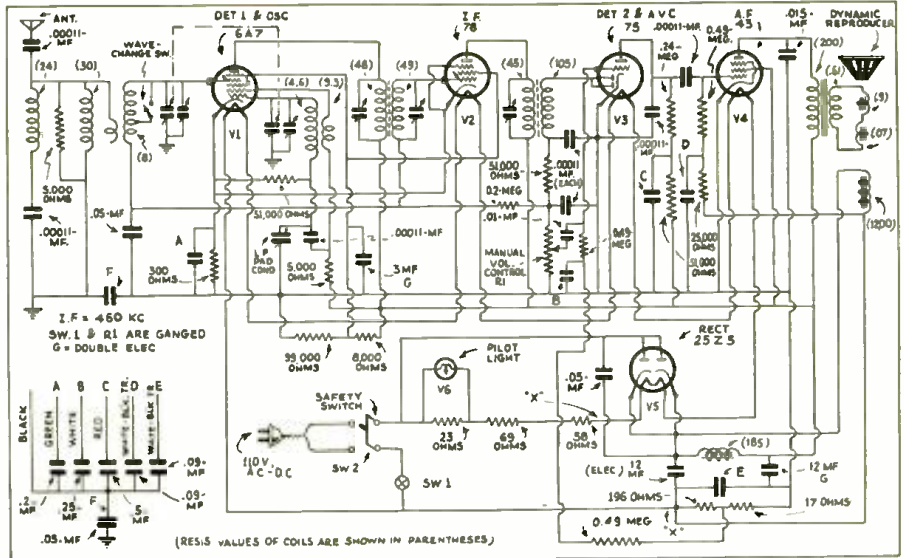 ANT.
.00011-MF
(24)
(30)
WAVE-CHANGE SW.
DET 1 & OSC
6A7
(4.6)
(9.3)
(48)
(49)
I.F.
78
(45)
(105)
DET 2 & AVC
75
.00011-MF.
.24-MEG
0.49-MEG.
A.F.
43
.015-MF
DYNAMIC REPRODUCER
(200)
(.61)
(.9)
(.07)
(1200)
V1
V2
V3
V4
(8)
5,000 OHMS
.00011-MF.
.05-MF
51,000 OHMS
51,000 OHMS
.00011 MF. (EACH)
.00011-MF.
0.2-MEG
.01-MF
C
D
A
300 OHMS
L.F. PAD COND
5,000 OHMS
.00011-MF
3 MF
G
MANUAL VOL. CONTROL R1
B
25,000 OHMS
51,000 OHMS
F
I.F = 460 KC
SW.1 & R1 ARE GANGED
G = DOUBLE ELEC
99,000 OHMS
8,000 OHMS
PILOT LIGHT
V6
RECT
25Z5
V5
.05-MF
"X"
SAFETY SWITCH
110 V. AC-DC
SW 2
SW 1
23 OHMS
69 OHMS
58 OHMS
(185)
(ELEC) 12 MF
E
12 MF G
196 OHMS
17 OHMS
"X"
0.49 MEG
BLACK
A
B
C
D
E
GREEN
WHITE
RED
WHITE-BLK. TR.
WHITE-BLK TR
.2 MF
.25 MF
F
.5 MF
.09-MF
.09-MF
.05-MF
(RESIS VALUES OF COILS ARE SHOWN IN PARENTHESES)